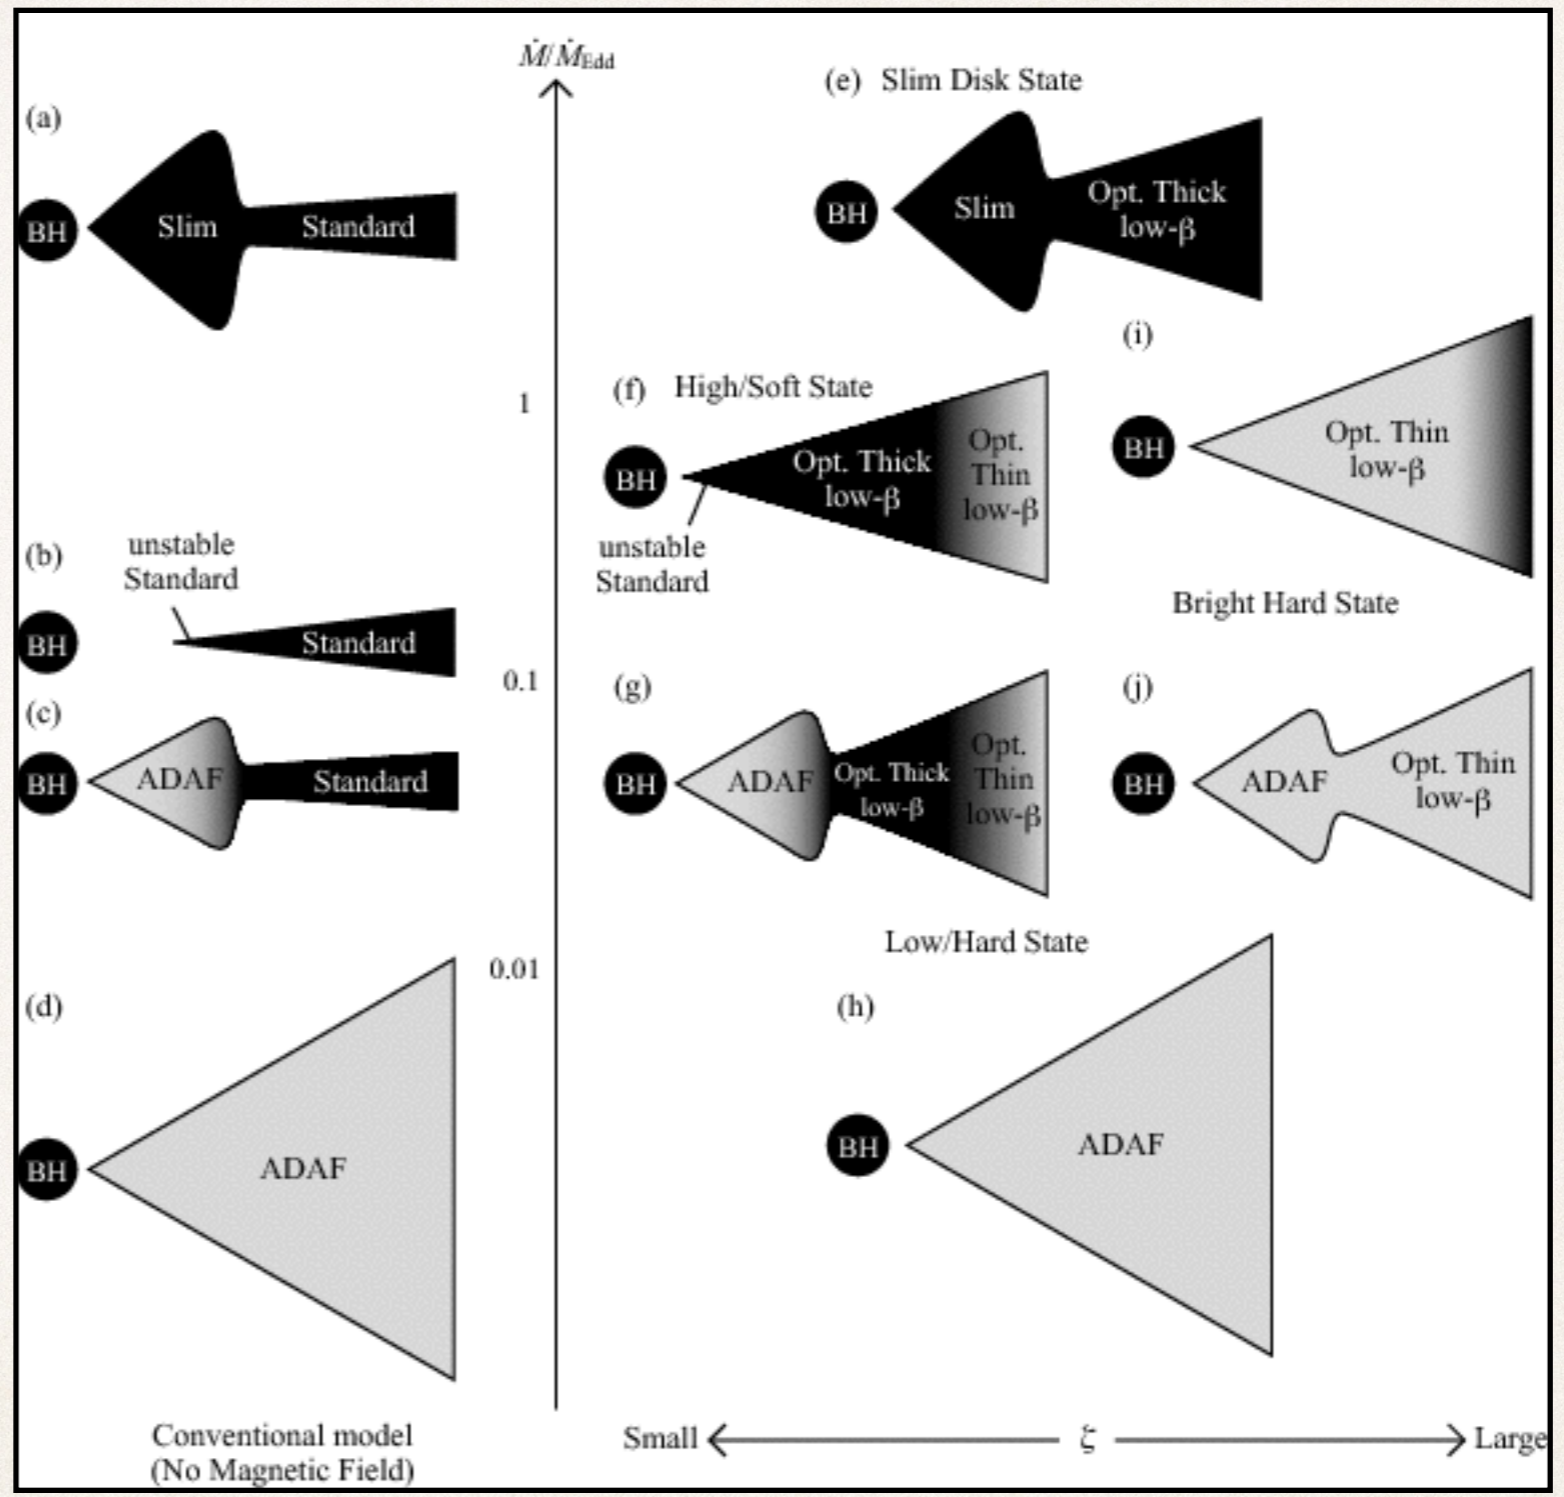 Ṁ/Ṁ_Edd
(a)
BH
Slim
Standard
1
(b)
unstable
Standard
BH
Standard
0.1
(c)
BH
ADAF
Standard
0.01
(d)
BH
ADAF
Conventional model
(No Magnetic Field)
(e) Slim Disk State
BH
Slim
Opt. Thick
low-β
(f) High/Soft State
BH
Opt. Thick
low-β
Opt.
Thin
low-β
unstable
Standard
(i)
BH
Opt. Thin
low-β
Bright Hard State
(g)
BH
ADAF
Opt. Thick
low-β
Opt.
Thin
low-β
(j)
BH
ADAF
Opt. Thin
low-β
Low/Hard State
(h)
BH
ADAF
Small ζ Large